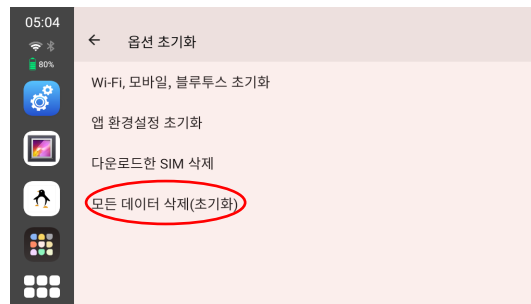 05:04
80%
옵션 초기화
Wi-Fi, 모바일, 블루투스 초기화
앱 환경설정 초기화
다운로드한 SIM 삭제
모든 데이터 삭제(초기화)